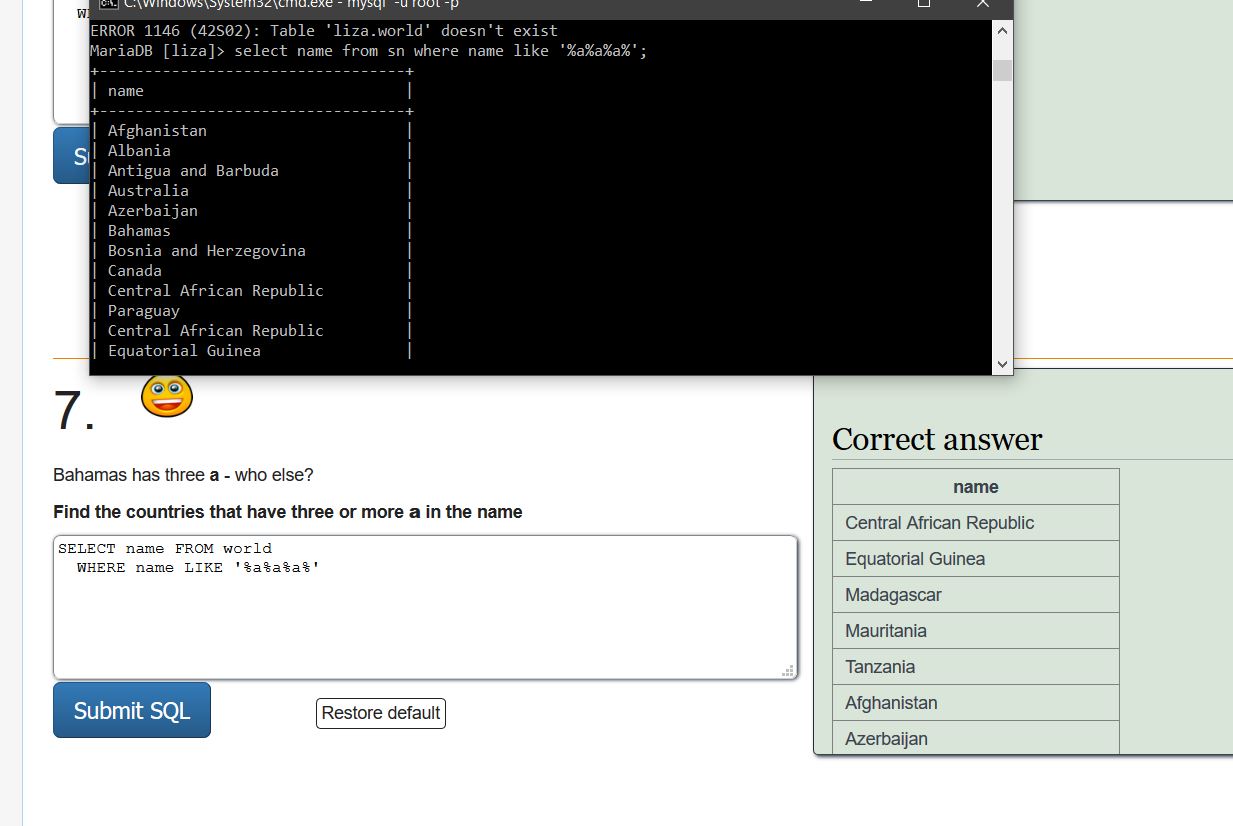 C:\Windows\System32\cmd.exe - mysql -u root -p
ERROR 1146 (42S02): Table 'liza.world' doesn't exist
MariaDB [liza]> select name from sn where name like '%a%a%a%';
+----------------------------------+
| name |
+----------------------------------+
| Afghanistan |
| Albania |
| Antigua and Barbuda |
| Australia |
| Azerbaijan |
| Bahamas |
| Bosnia and Herzegovina |
| Canada |
| Central African Republic |
| Paraguay |
| Central African Republic |
| Equatorial Guinea |
7.
Bahamas has three a - who else?
Find the countries that have three or more a in the name
SELECT name FROM world
WHERE name LIKE '%a%a%a%'
Submit SQL
Restore default
Correct answer
name
Central African Republic
Equatorial Guinea
Madagascar
Mauritania
Tanzania
Afghanistan
Azerbaijan